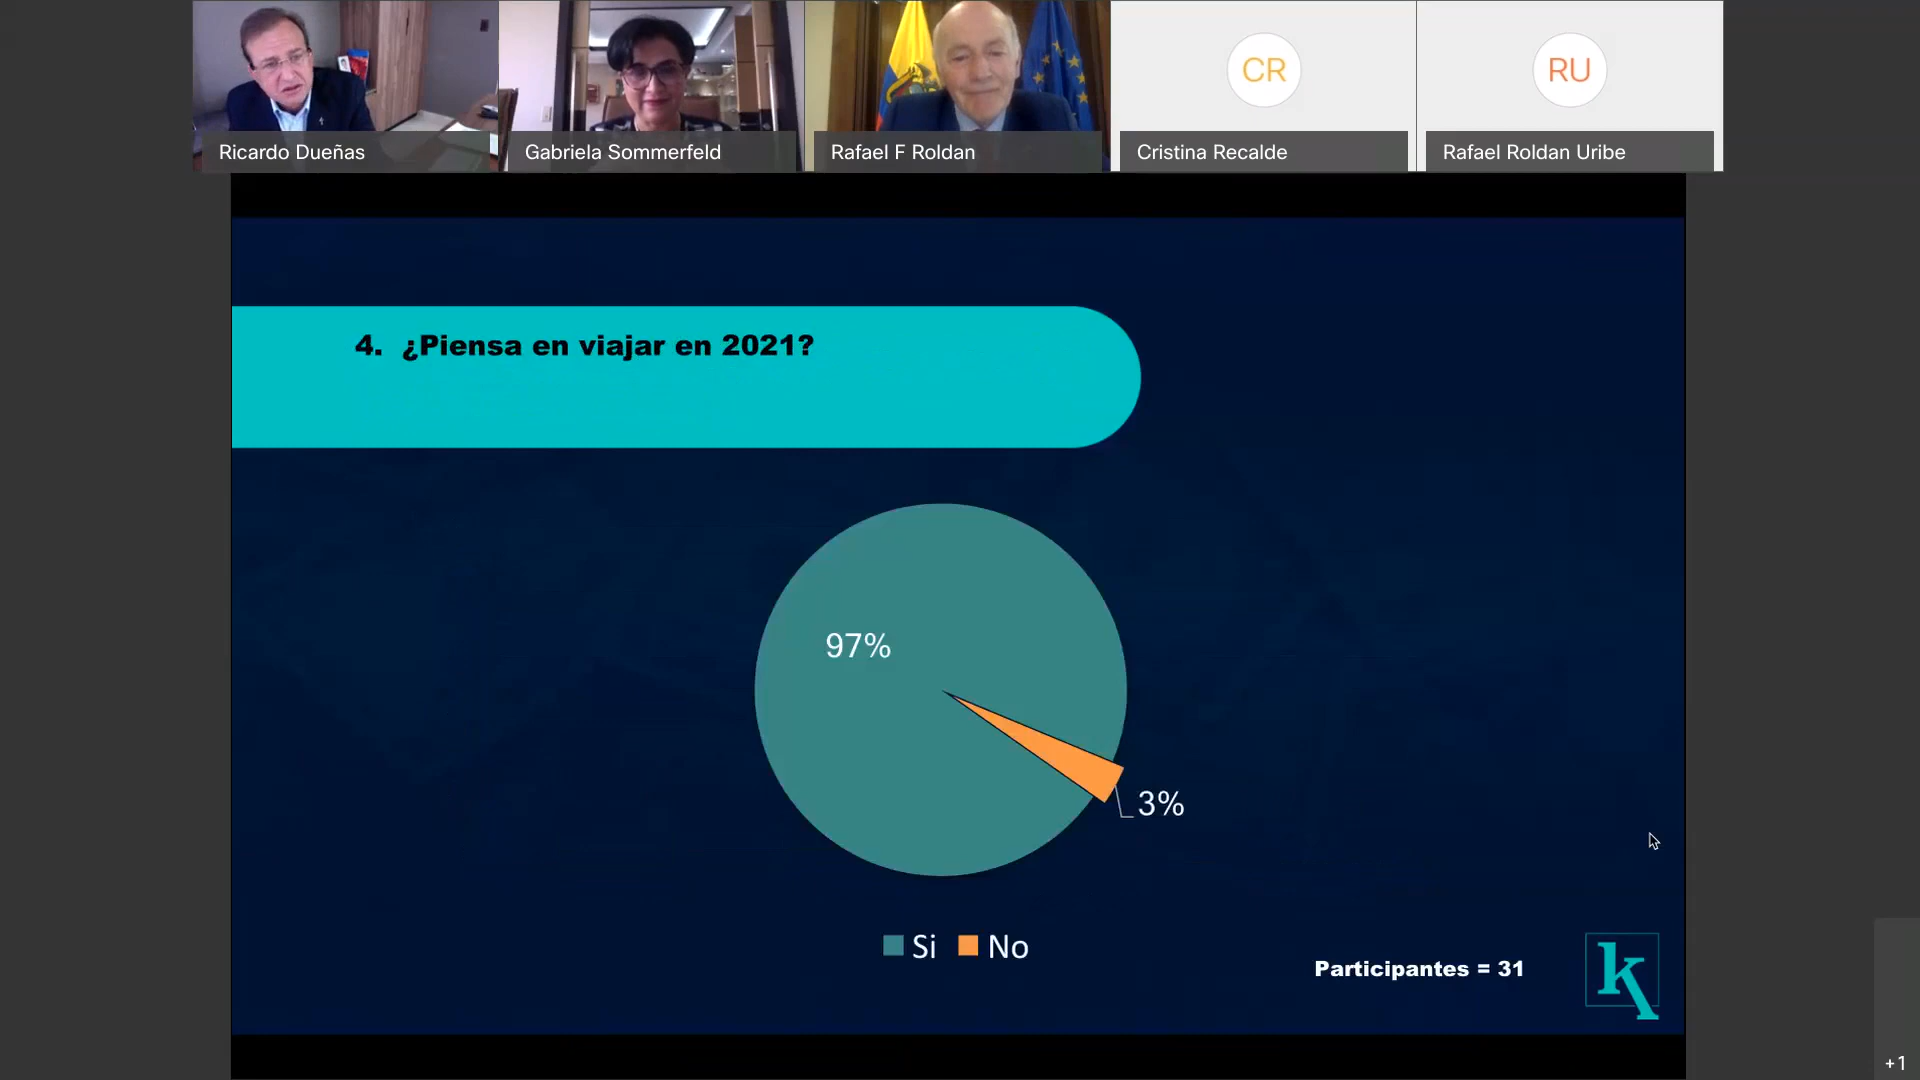 Ricardo Dueñas
Gabriela Sommerfeld
Rafael F Roldan
CR
Cristina Recalde
RU
Rafael Roldan Uribe
4. ¿Piensa en viajar en 2021?
97%
3%
Si
No
Participantes = 31
k
+1